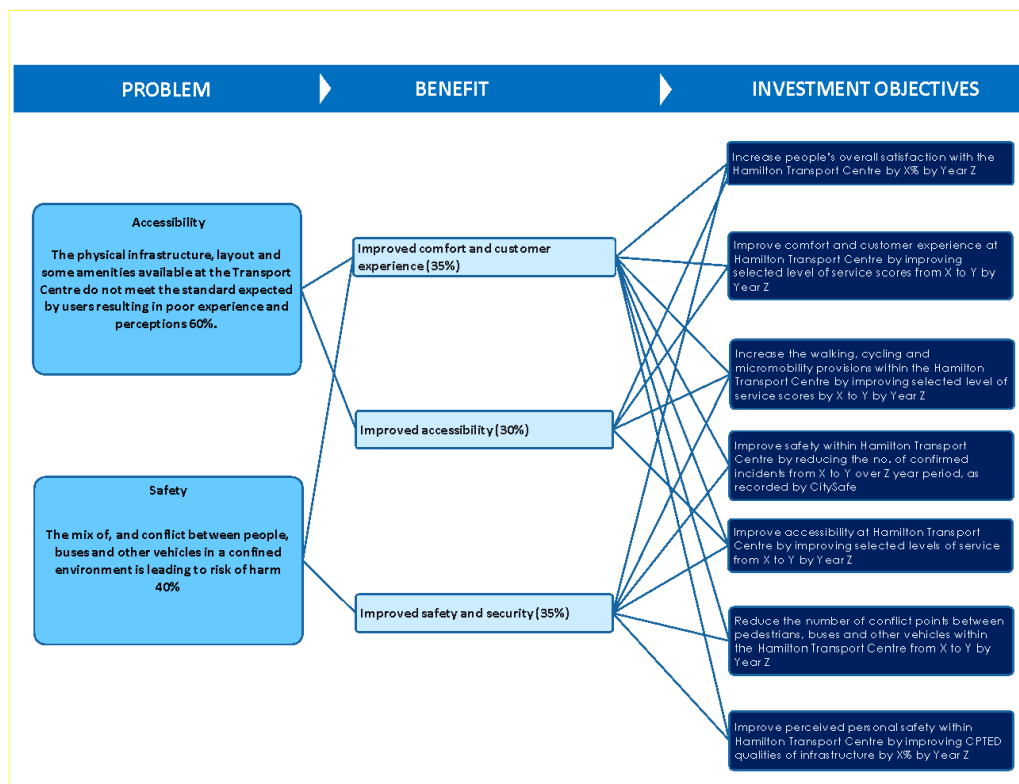 PROBLEM
BENEFIT
INVESTMENT OBJECTIVES
Accessibility
The physical infrastructure, layout and
some amenities available at the Transport
Centre do not meet the standard expected
by users resulting in poor experience and
perceptions 60%.
Safety
The mix of, and conflict between people,
buses and other vehicles in a confined
environment is leading to risk of harm
40%
Improved comfort and customer
experience (35%)
Improved accessibility (30%)
Improved safety and security (35%)
Increase people's overall satisfaction with the
Hamilton Transport Centre by X% by Year Z
Improve comfort and customer experience at
Hamilton Transport Centre by improving
selected level of service scores from X to Y by
Year Z
Increase the walking, cycling and
micromobility provisions within the Hamilton
Transport Centre by improving selected level of
service scores by X to Y by Year Z
Improve safety within Hamilton Transport
Centre by reducing the no. of confirmed
incidents from X to Y over Z year period, as
recorded by CitySafe
Improve accessibility at Hamilton Transport
Centre by improving selected levels of service
from X to Y by Year Z
Reduce the number of conflict points between
pedestrians, buses and other vehicles within
the Hamilton Transport Centre from X to Y by
Year Z
Improve perceived personal safety within
Hamilton Transport Centre by improving CPTED
qualities of infrastructure by X% by Year Z